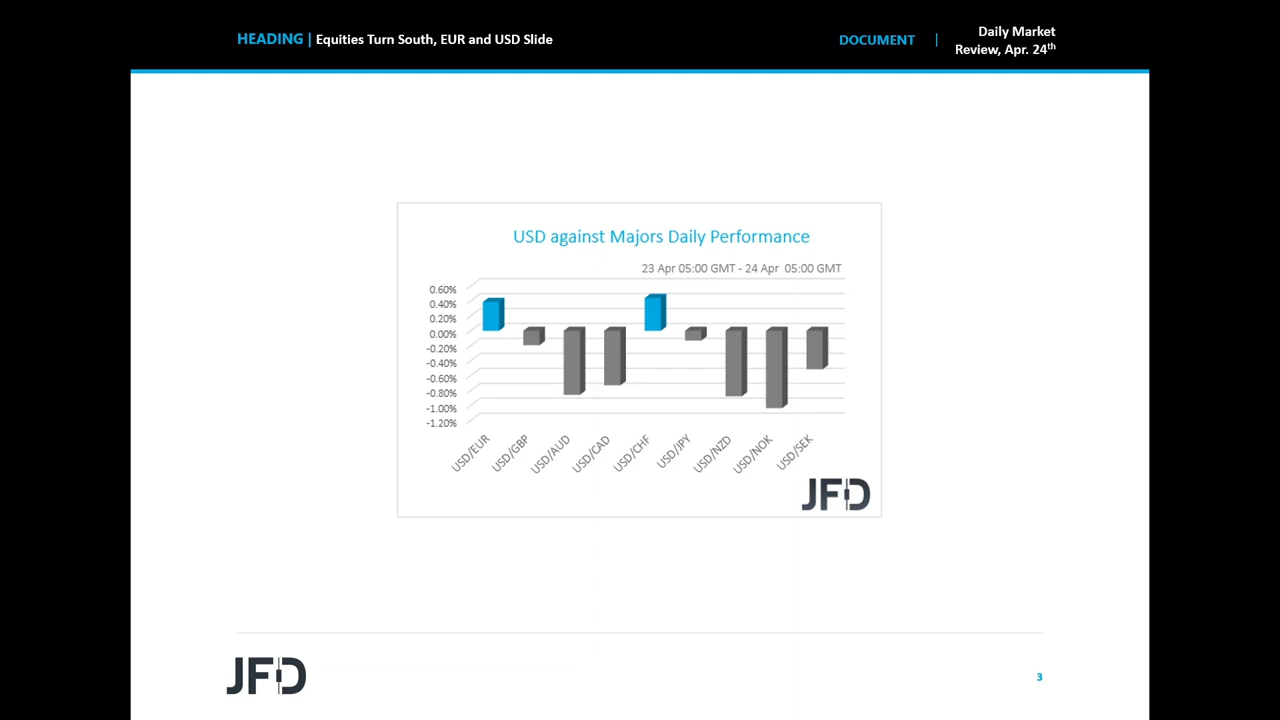 HEADING | Equities Turn South, EUR and USD Slide
DOCUMENT |
Daily Market
Review, Apr. 24th
USD against Majors Daily Performance
23 Apr 05:00 GMT - 24 Apr 05:00 GMT
0.60%
0.40%
0.20%
0.00%
-0.20%
-0.40%
-0.60%
-0.80%
-1.00%
-1.20%
USD/EUR
USD/GBP
USD/AUD
USD/CAD
USD/CHF
USD/JPY
USD/NZD
USD/NOK
USD/SEK
JFD
JFD
3